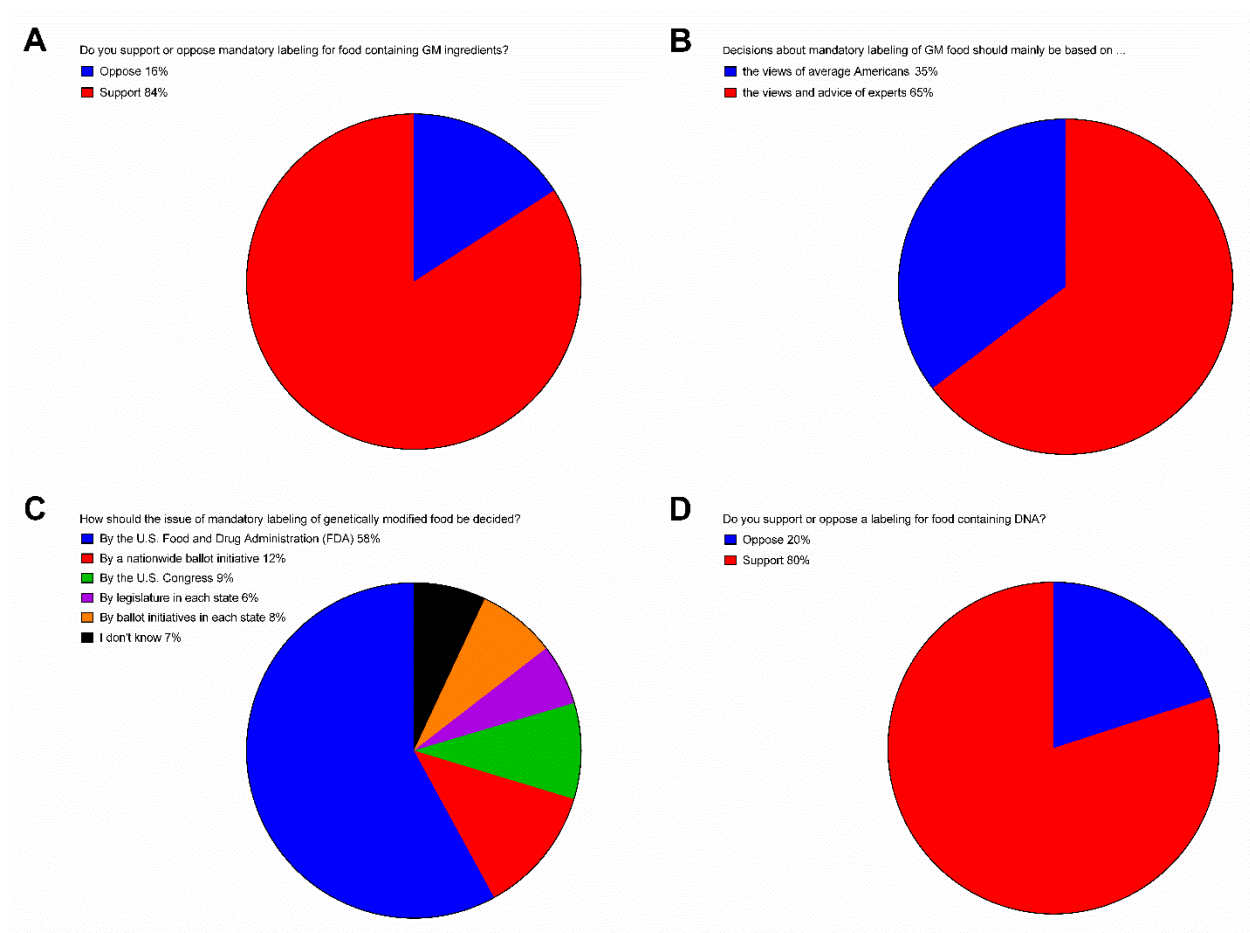 A
Do you support or oppose mandatory labeling for food containing GM ingredients?
Oppose 16%
Support 84%
B
Decisions about mandatory labeling of GM food should mainly be based on ...
the views of average Americans 35%
the views and advice of experts 65%
C
How should the issue of mandatory labeling of genetically modified food be decided?
By the U.S. Food and Drug Administration (FDA) 58%
By a nationwide ballot initiative 12%
By the U.S. Congress 9%
By legislature in each state 6%
By ballot initiatives in each state 8%
I don't know 7%
D
Do you support or oppose a labeling for food containing DNA?
Oppose 20%
Support 80%